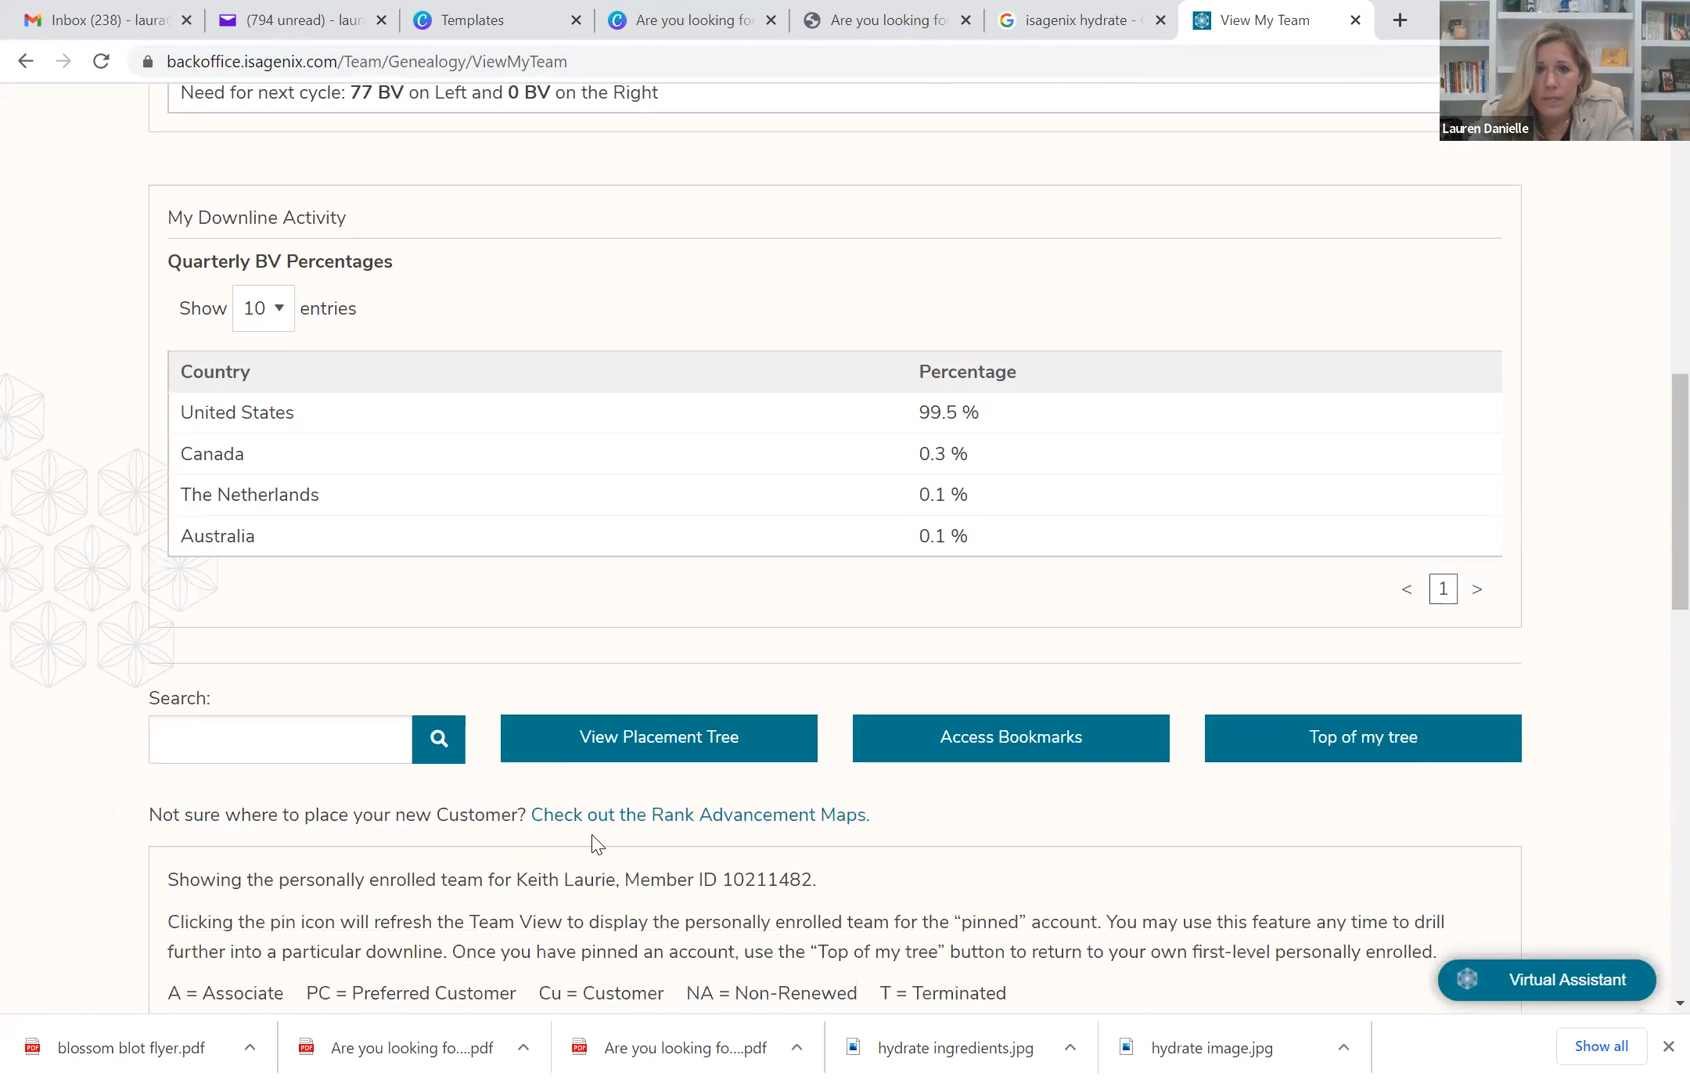 Inbox (238) - laura
(794 unread) - laur
Templates
Are you looking fo
Are you looking fo
isagenix hydrate -
View My Team
backoffice.isagenix.com/Team/Genealogy/ViewMyTeam
Lauren Danielle
Need for next cycle: 77 BV on Left and 0 BV on the Right
My Downline Activity
Quarterly BV Percentages
Show 10 entries
Country Percentage
United States 99.5 %
Canada 0.3 %
The Netherlands 0.1 %
Australia 0.1 %
< 1 >
Search:
View Placement Tree
Access Bookmarks
Top of my tree
Not sure where to place your new Customer? Check out the Rank Advancement Maps.
Showing the personally enrolled team for Keith Laurie, Member ID 10211482.
Clicking the pin icon will refresh the Team View to display the personally enrolled team for the “pinned” account. You may use this feature any time to drill
further into a particular downline. Once you have pinned an account, use the “Top of my tree” button to return to your own first-level personally enrolled.
A = Associate PC = Preferred Customer Cu = Customer NA = Non-Renewed T = Terminated
Virtual Assistant
blossom blot flyer.pdf
Are you looking fo....pdf
Are you looking fo....pdf
hydrate ingredients.jpg
hydrate image.jpg
Show all